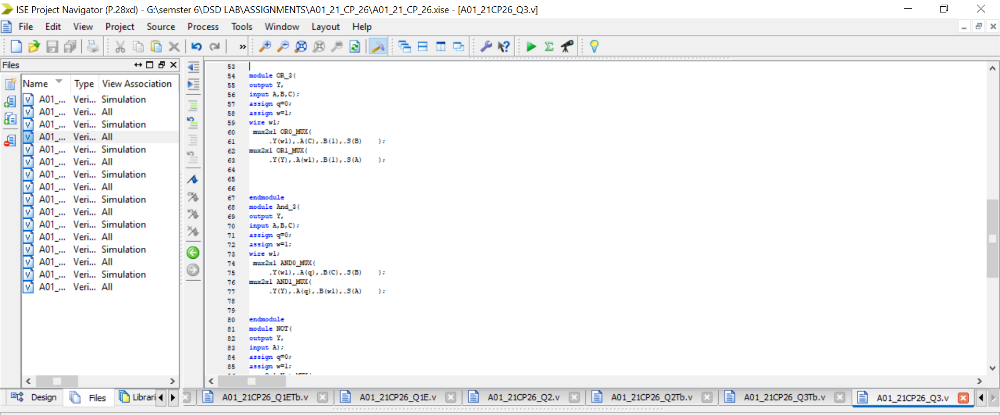 ISE Project Navigator (P.28xd) - G:\semster 6\DSD LAB\ASSIGNMENTS\A01_21_CP_26\A01_21_CP_26.xise - [A01_21CP26_Q3.v]
File Edit View Project Source Process Tools Window Layout Help
»
Files
Name Type View Association
A01_... Veri... Simulation
A01_... Veri... All
A01_... Veri... Simulation
A01_... Veri... All
A01_... Veri... Simulation
A01_... Veri... All
A01_... Veri... Simulation
A01_... Veri... All
A01_... Veri... Simulation
A01_... Veri... All
A01_... Veri... Simulation
A01_... Veri... All
A01_... Veri... Simulation
A01_... Veri... All
A01_... Veri... Simulation
A01_... Veri... All
53
54 module OR_3(
55 output Y,
56 input A,B,C);
57 assign q=0;
58 assign w=1;
59 wire w1;
60 mux2x1 OR0_MUX(
61 .Y(w1),.A(C),.B(1),.S(B) );
62 mux2x1 OR1_MUX(
63 .Y(Y),.A(w1),.B(1),.S(A) );
64
65
66
67 endmodule
68 module And_3(
69 output Y,
70 input A,B,C);
71 assign q=0;
72 assign w=1;
73 wire w1;
74 mux2x1 AND0_MUX(
75 .Y(w1),.A(q),.B(C),.S(B) );
76 mux2x1 AND1_MUX(
77 .Y(Y),.A(q),.B(w1),.S(A) );
78
79
80 endmodule
81 module NOT(
82 output Y,
83 input A);
84 assign q=0;
85 assign w=1;
Design Files Librari
A01_21CP26_Q1ETb.v A01_21CP26_Q1E.v A01_21CP26_Q2.v A01_21CP26_Q2Tb.v A01_21CP26_Q3Tb.v A01_21CP26_Q3.v